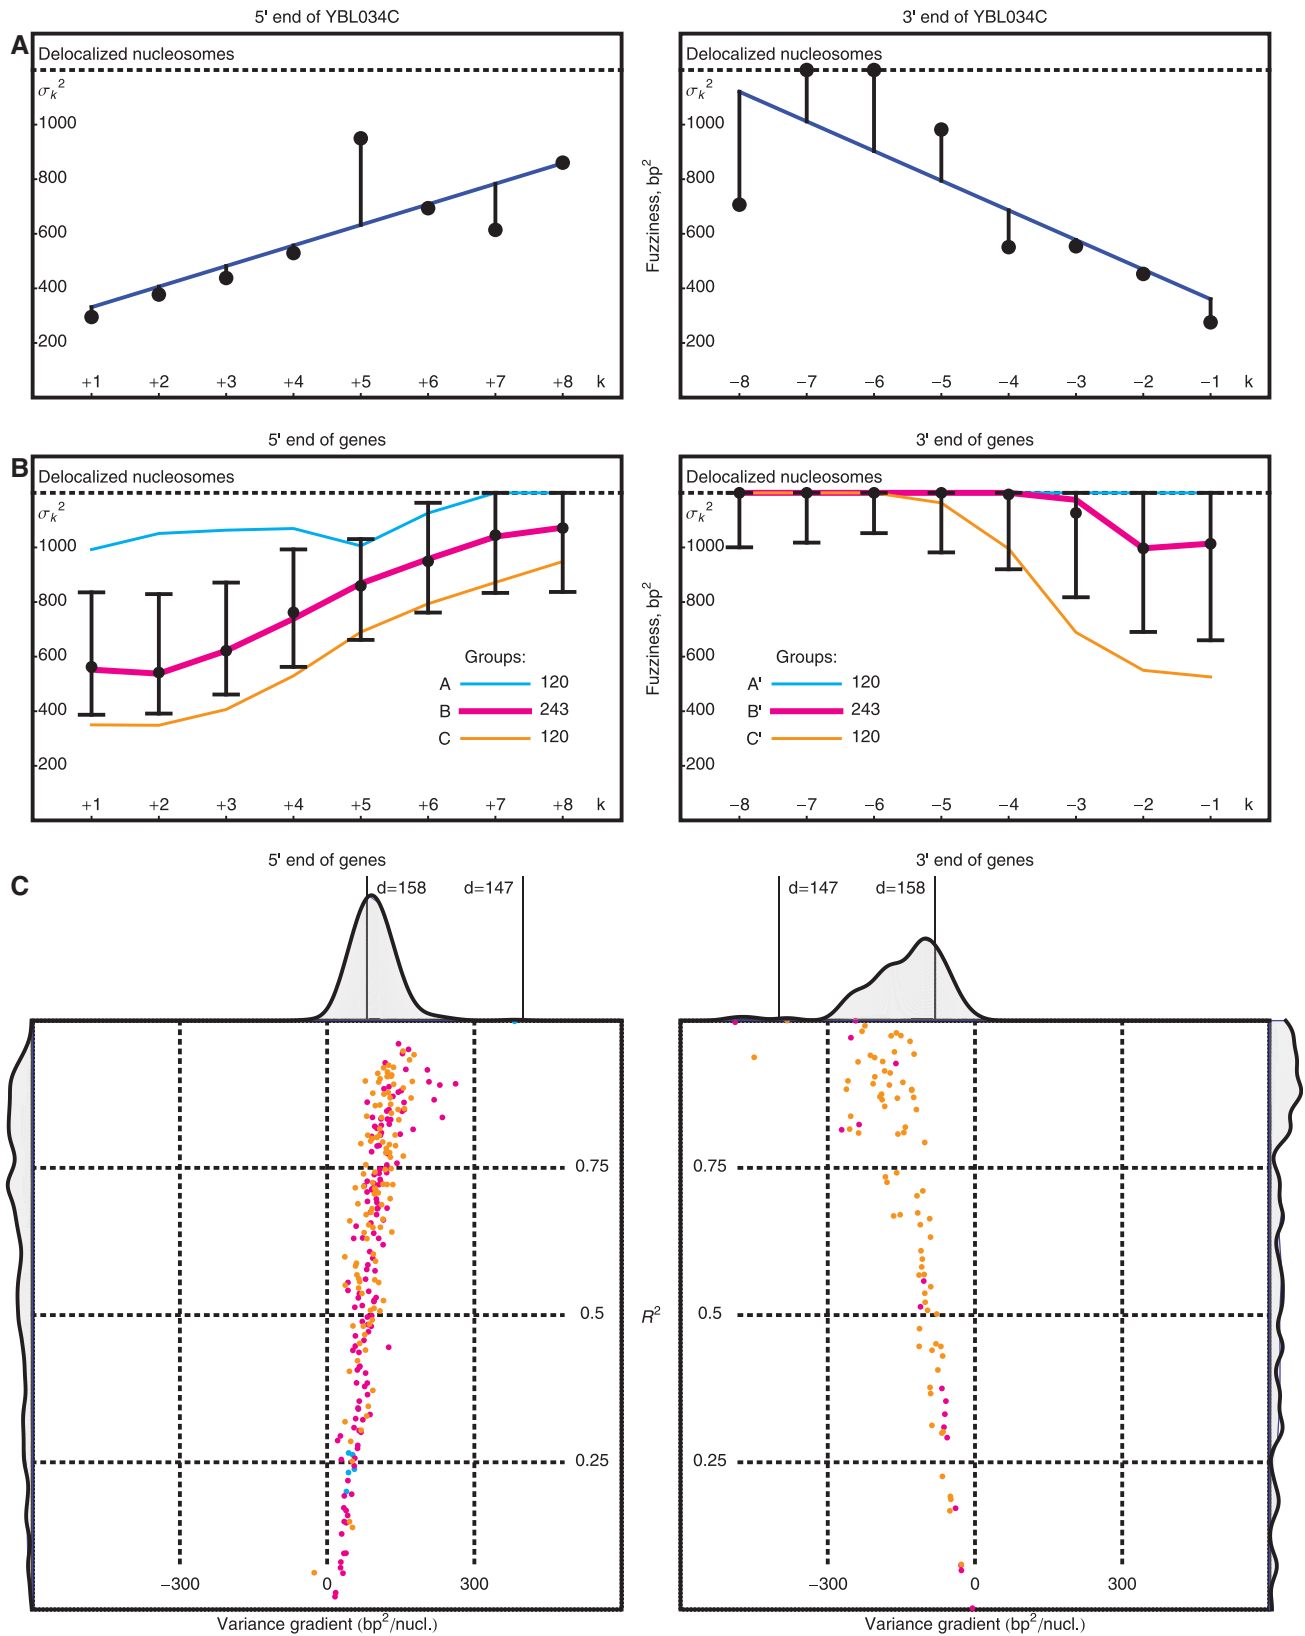 5' end of YBL034C
3' end of YBL034C
A
Delocalized nucleosomes
σk²
1000
800
600
400
200
+1 +2 +3 +4 +5 +6 +7 +8 k
Fuzziness, bp²
Delocalized nucleosomes
σk²
1000
800
600
400
200
−8 −7 −6 −5 −4 −3 −2 −1 k
B
5' end of genes
3' end of genes
Delocalized nucleosomes
σk²
1000
800
600
400
200
Groups:
A 120
B 243
C 120
+1 +2 +3 +4 +5 +6 +7 +8 k
Fuzziness, bp²
Delocalized nucleosomes
σk²
1000
800
600
400
200
Groups:
A' 120
B' 243
C' 120
−8 −7 −6 −5 −4 −3 −2 −1 k
C
5' end of genes
3' end of genes
d=158 d=147
d=147 d=158
0.75
0.5
0.25
−300 0 300
Variance gradient (bp²/nucl.)
R²
0.75
0.5
0.25
−300 0 300
Variance gradient (bp²/nucl.)